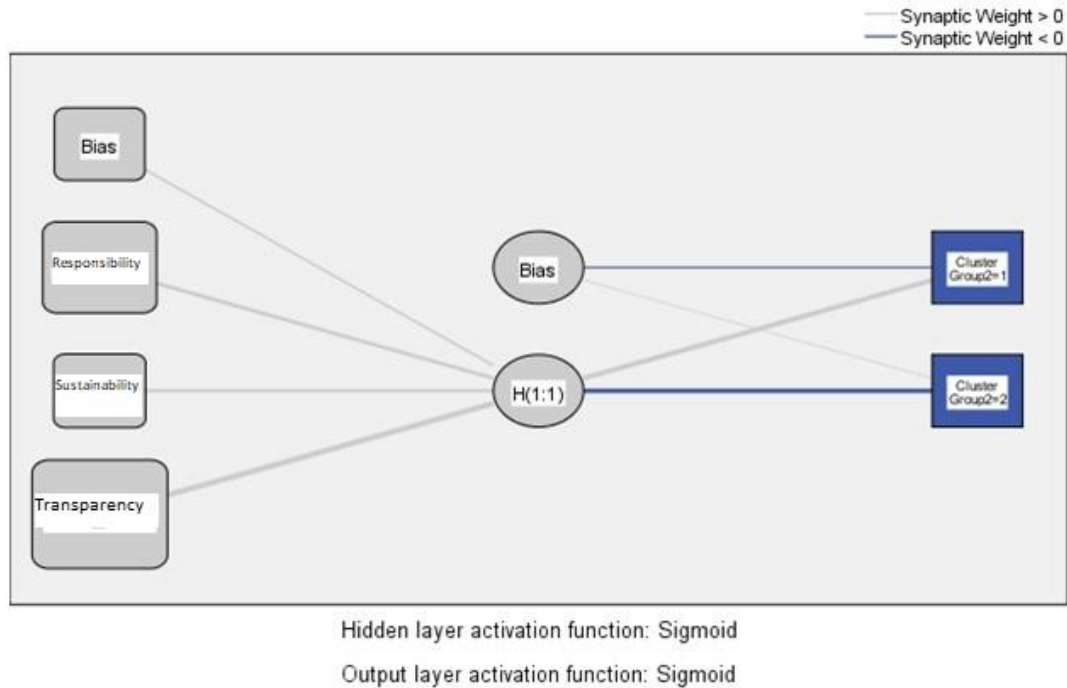 Synaptic Weight > 0
Synaptic Weight < 0
Bias
Responsibility
Sustainability
Transparency
Bias
H(1:1)
Cluster
Group2=1
Cluster
Group2=2
Hidden layer activation function: Sigmoid
Output layer activation function: Sigmoid